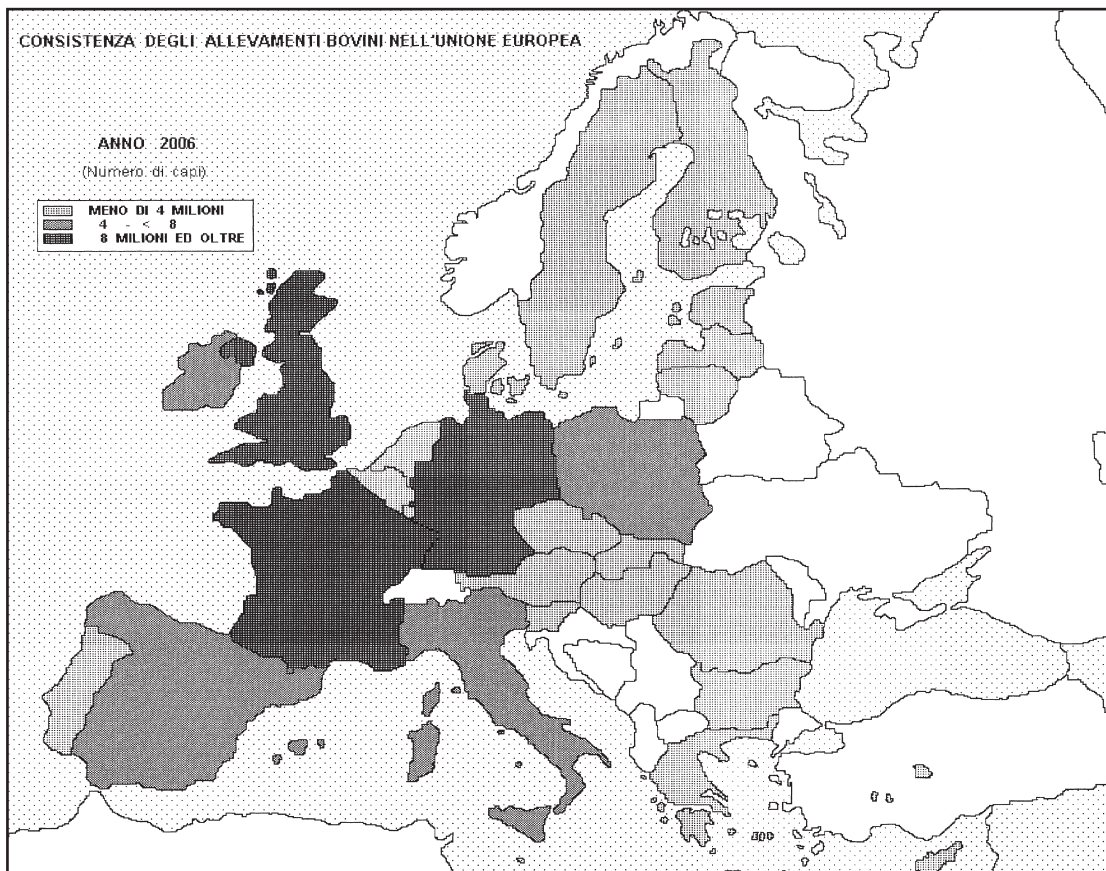 CONSISTENZA DEGLI ALLEVAMENTI BOVINI NELL'UNIONE EUROPEA
ANNO 2006
(Numero di capi)
MENO DI 4 MILIONI
4 - < 8
8 MILIONI ED OLTRE